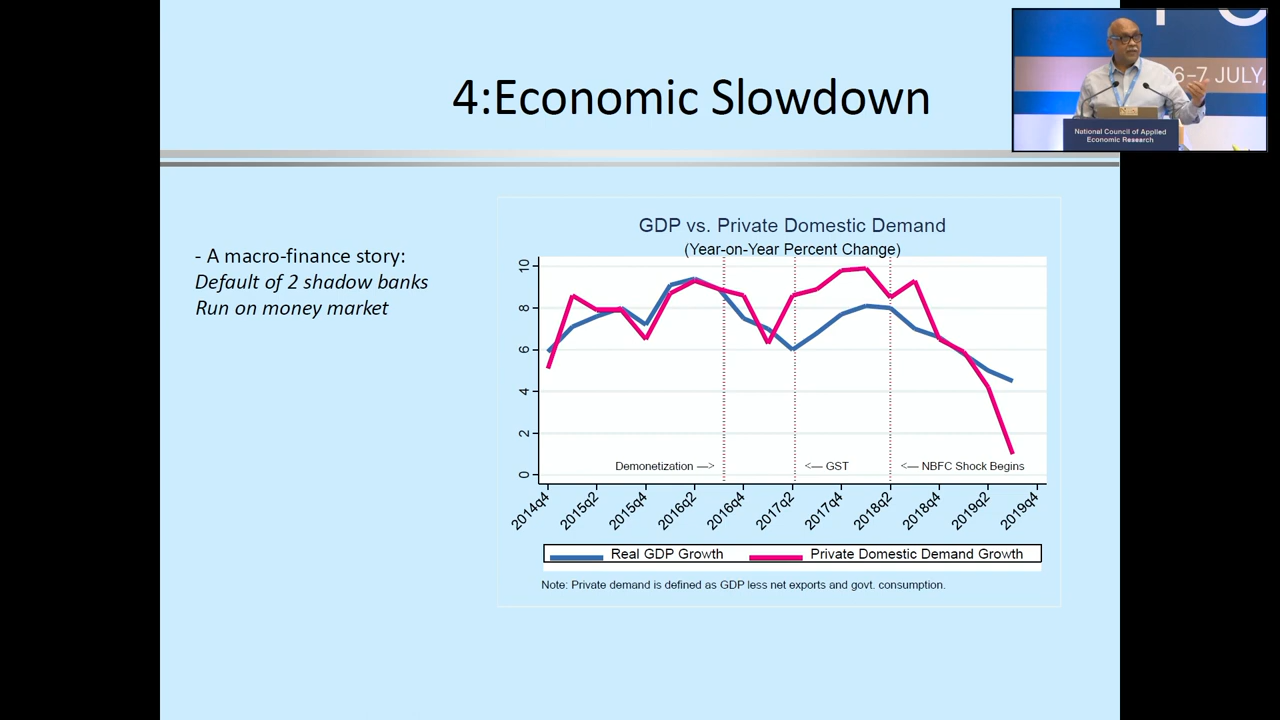 4:Economic Slowdown
6–7 JULY,
National Council of Applied
Economic Research
- A macro-finance story:
Default of 2 shadow banks
Run on money market
GDP vs. Private Domestic Demand
(Year-on-Year Percent Change)
10
8
6
4
2
0
Demonetization —>
<— GST
<— NBFC Shock Begins
2014q4
2015q2
2015q4
2016q2
2016q4
2017q2
2017q4
2018q2
2018q4
2019q2
2019q4
Real GDP Growth
Private Domestic Demand Growth
Note: Private demand is defined as GDP less net exports and govt. consumption.